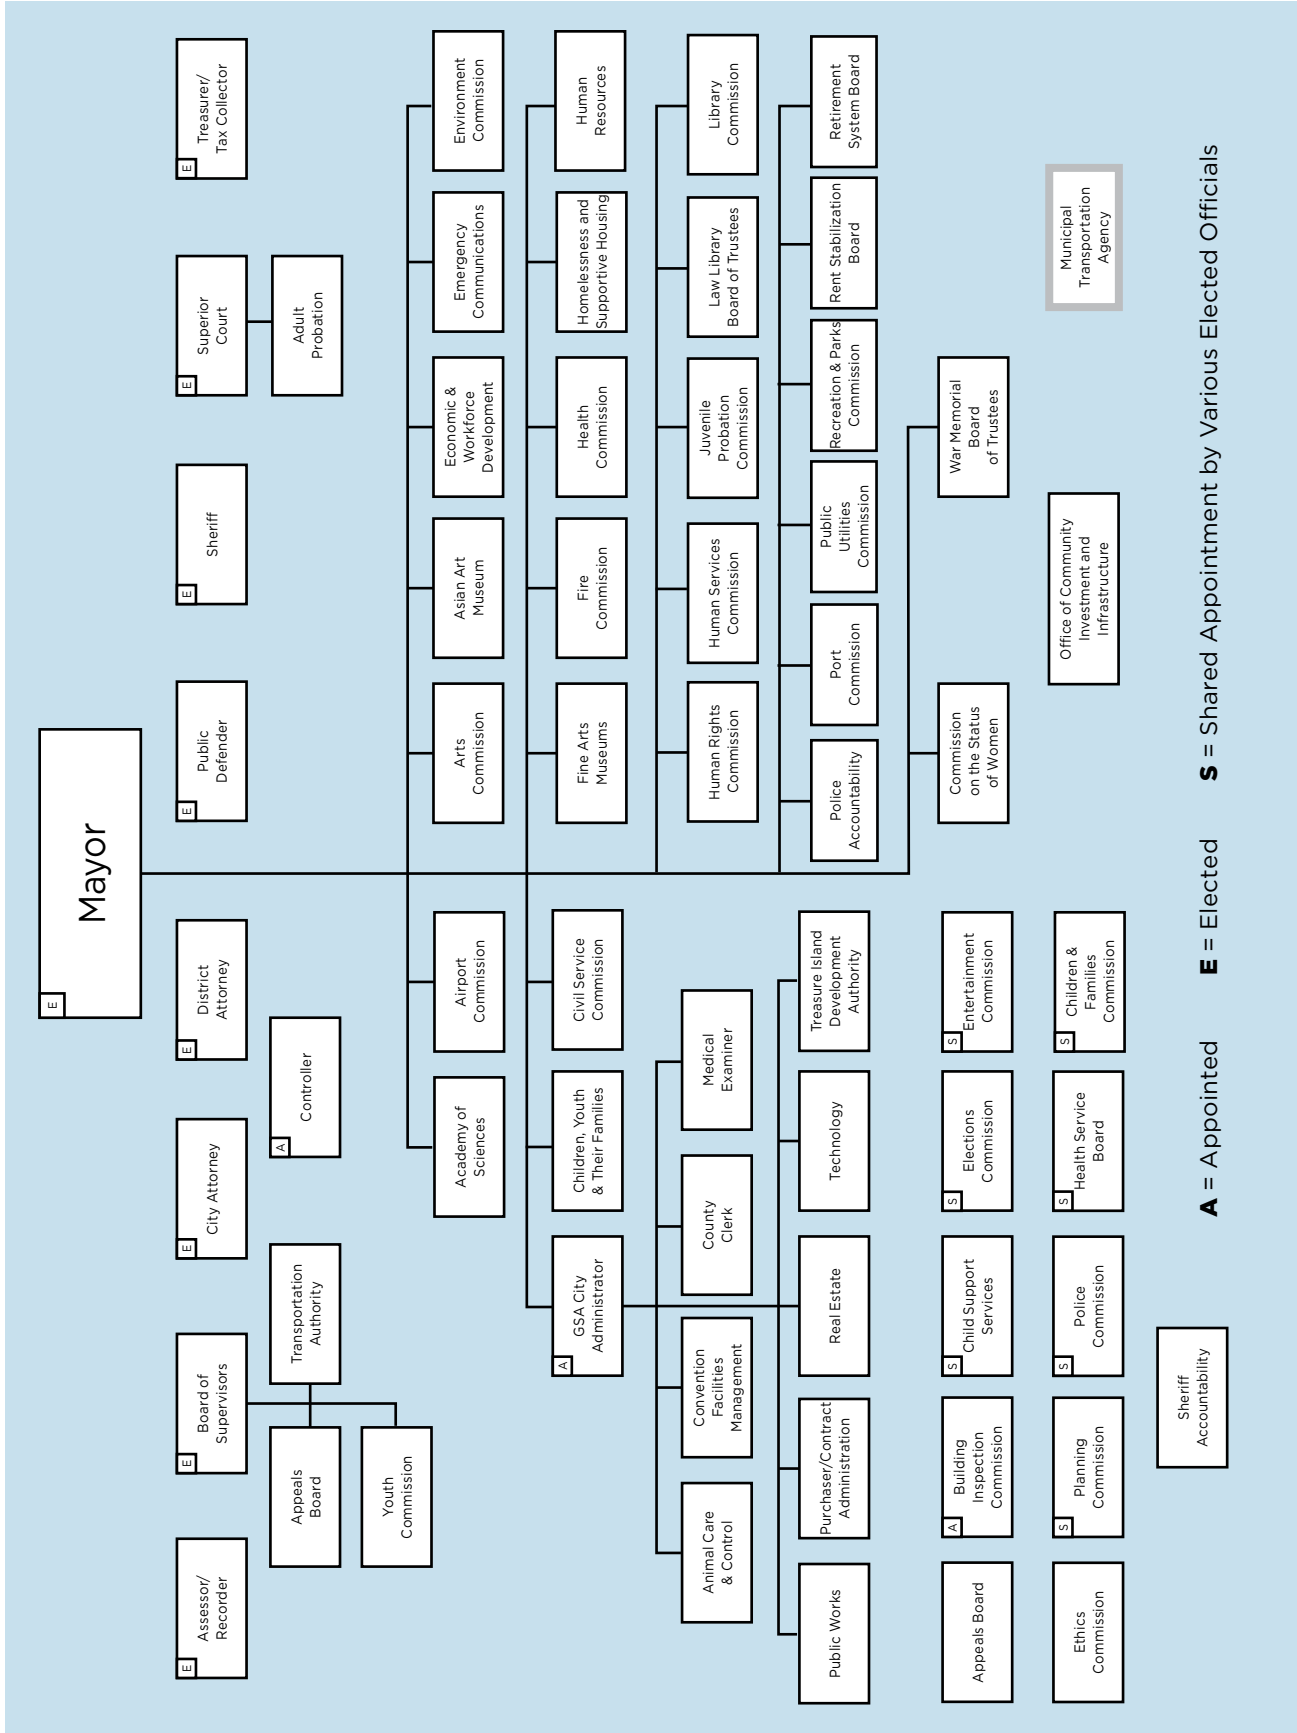 E
Mayor
E
Assessor/
Recorder
E
Board of
Supervisors
E
City Attorney
E
District
Attorney
E
Public
Defender
E
Sheriff
E
Superior
Court
E
Treasurer/
Tax Collector
Appeals
Board
Transportation
Authority
A
Controller
Adult
Probation
Youth
Commission
Academy of
Sciences
Airport
Commission
Arts
Commission
Asian Art
Museum
Economic &
Workforce
Development
Emergency
Communications
Environment
Commission
A
GSA City
Administrator
Children, Youth
& Their Families
Civil Service
Commission
Fine Arts
Museums
Fire
Commission
Health
Commission
Homelessness and
Supportive Housing
Human
Resources
Animal Care
& Control
Convention
Facilities
Management
County
Clerk
Medical
Examiner
Human Rights
Commission
Human Services
Commission
Juvenile
Probation
Commission
Law Library
Board of Trustees
Library
Commission
Public Works
Purchaser/Contract
Administration
Real Estate
Technology
Treasure Island
Development
Authority
Police
Accountability
Port
Commission
Public
Utilities
Commission
Recreation & Parks
Commission
Rent Stabilization
Board
Retirement
System Board
Appeals Board
A
Building
Inspection
Commission
S
Child Support
Services
S
Elections
Commission
S
Entertainment
Commission
Commission
on the Status
of Women
War Memorial
Board
of Trustees
Ethics
Commission
S
Planning
Commission
S
Police
Commission
S
Health Service
Board
S
Children &
Families
Commission
Office of Community
Investment and
Infrastructure
Municipal
Transportation
Agency
Sheriff
Accountability
A = Appointed
E = Elected
S = Shared Appointment by Various Elected Officials